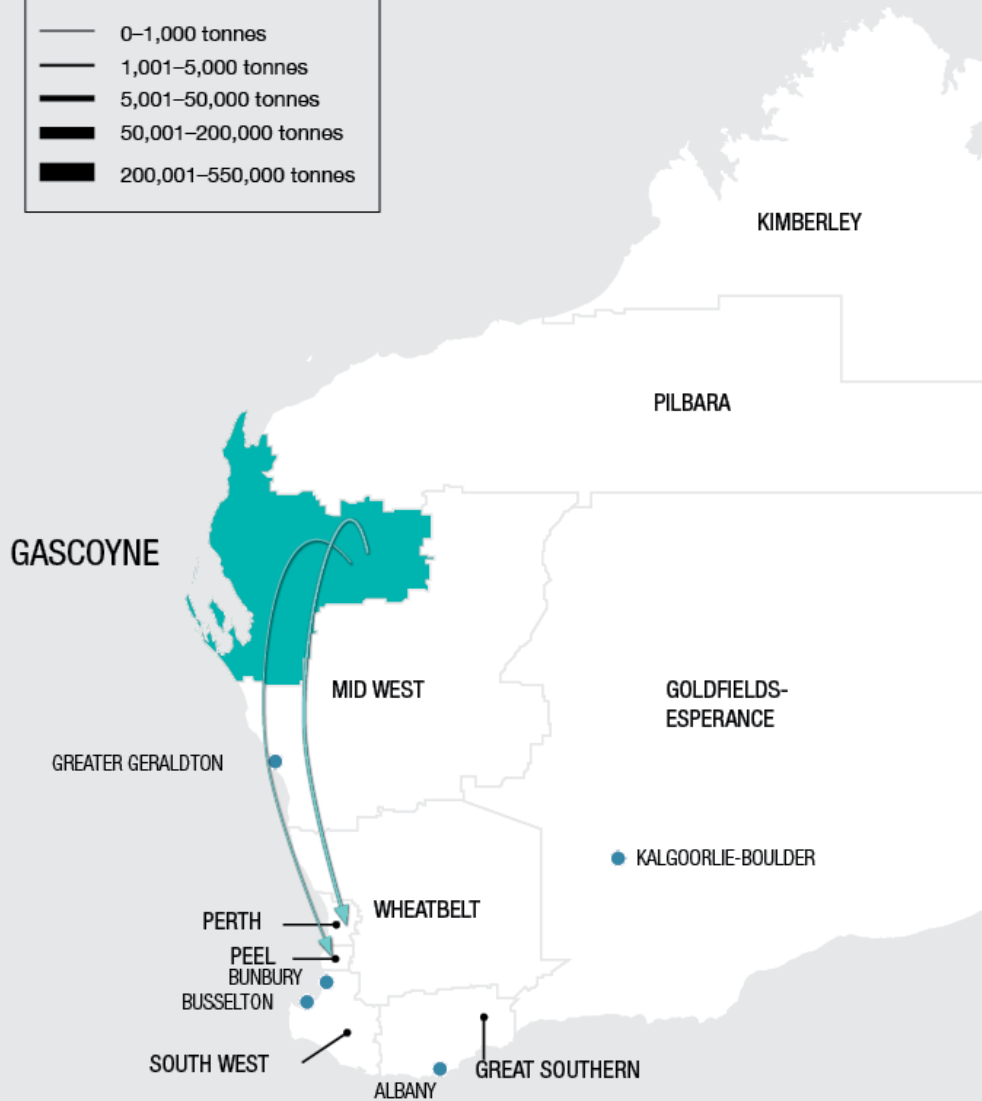 0–1,000 tonnes
1,001–5,000 tonnes
5,001–50,000 tonnes
50,001–200,000 tonnes
200,001–550,000 tonnes
KIMBERLEY
PILBARA
GASCOYNE
MID WEST
GOLDFIELDS-
ESPERANCE
GREATER GERALDTON
KALGOORLIE-BOULDER
WHEATBELT
PERTH
PEEL
BUNBURY
BUSSELTON
SOUTH WEST
GREAT SOUTHERN
ALBANY